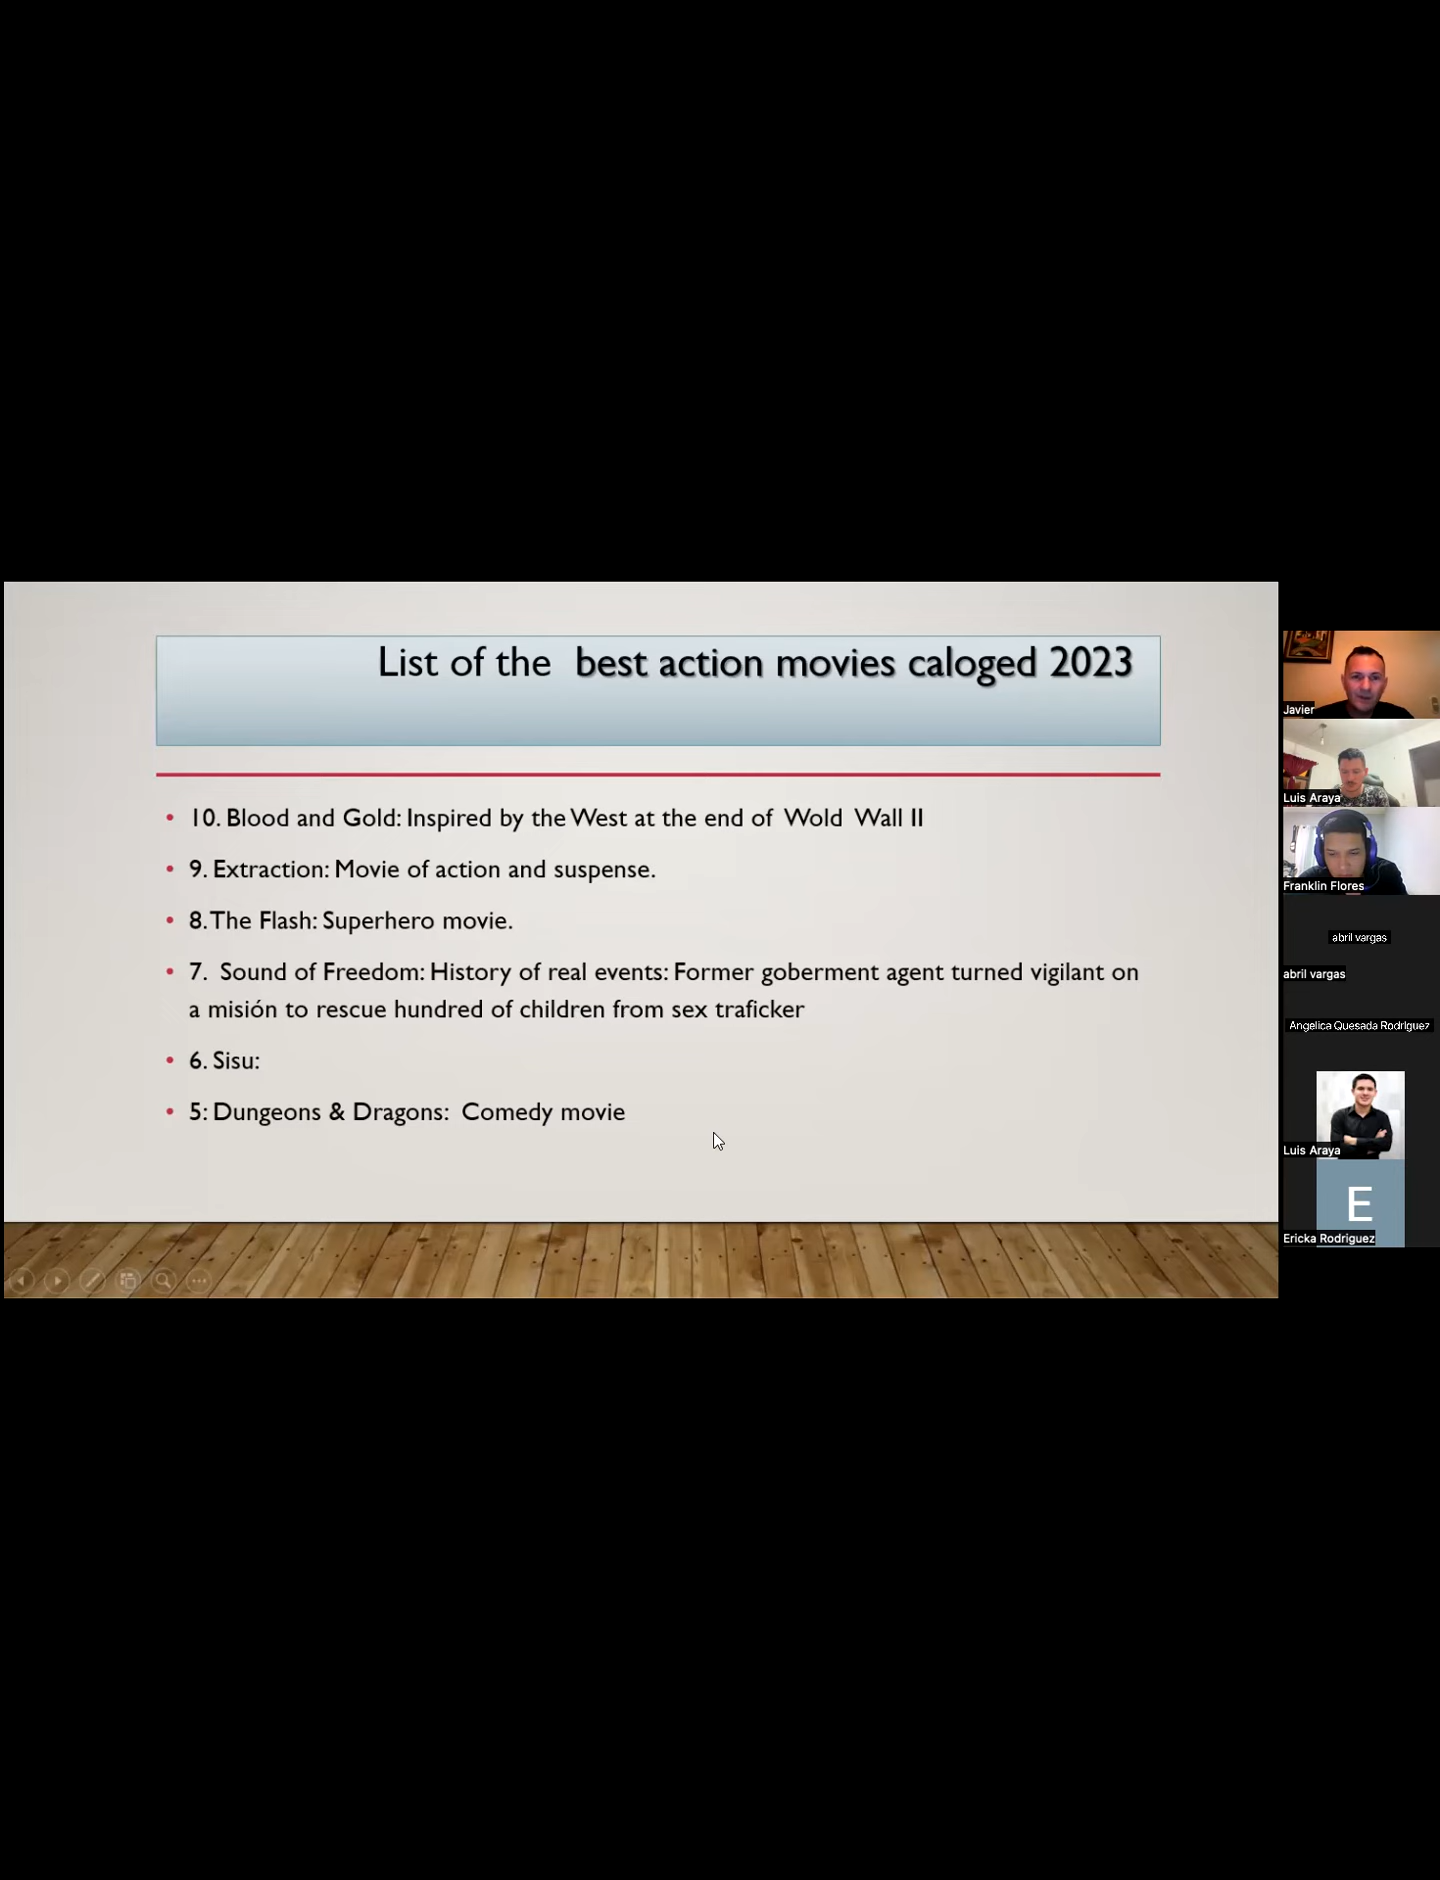 List of the best action movies caloged 2023
• 10. Blood and Gold: Inspired by the West at the end of Wold Wall II
• 9. Extraction: Movie of action and suspense.
• 8. The Flash: Superhero movie.
• 7. Sound of Freedom: History of real events: Former goberment agent turned vigilant on
a misión to rescue hundred of children from sex traficker
• 6. Sisu:
• 5: Dungeons & Dragons: Comedy movie
Javier
Luis Araya
Franklin Flores
abril vargas
abril vargas
Angelica Quesada Rodriguez
Luis Araya
E
Ericka Rodriguez